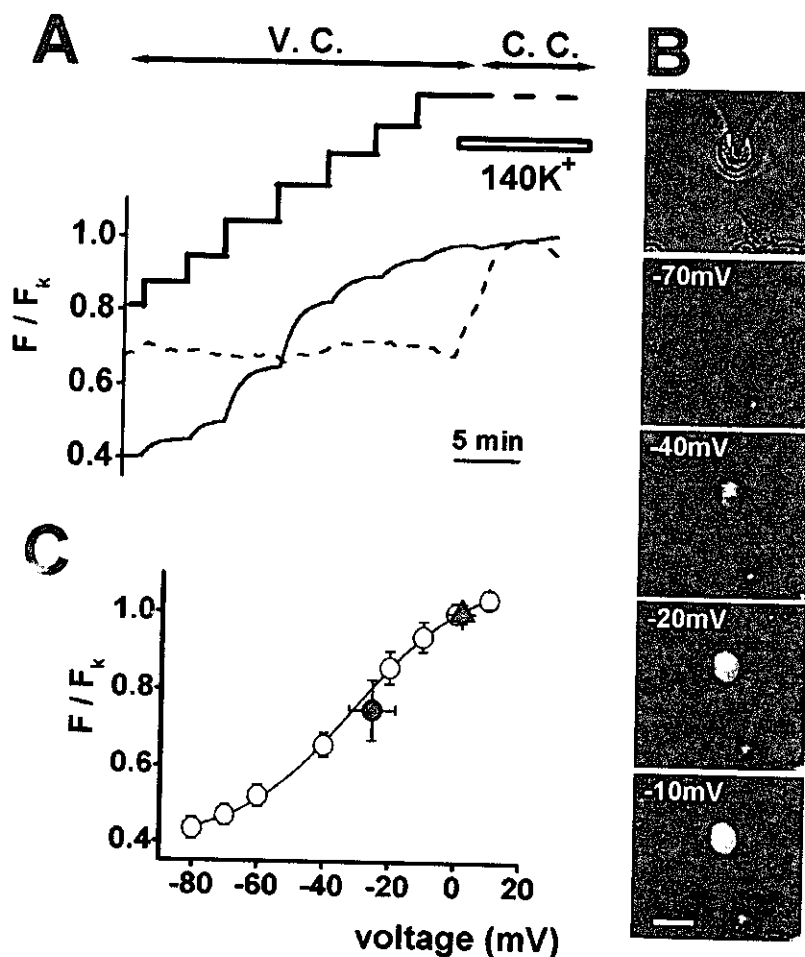 A
V. C.
C. C.
140K+
F / Fk
1.0
0.8
0.6
0.4
5 min
B
-70mV
-40mV
-20mV
-10mV
C
F / Fk
1.0
0.8
0.6
0.4
-80 -60 -40 -20 0 20
voltage (mV)